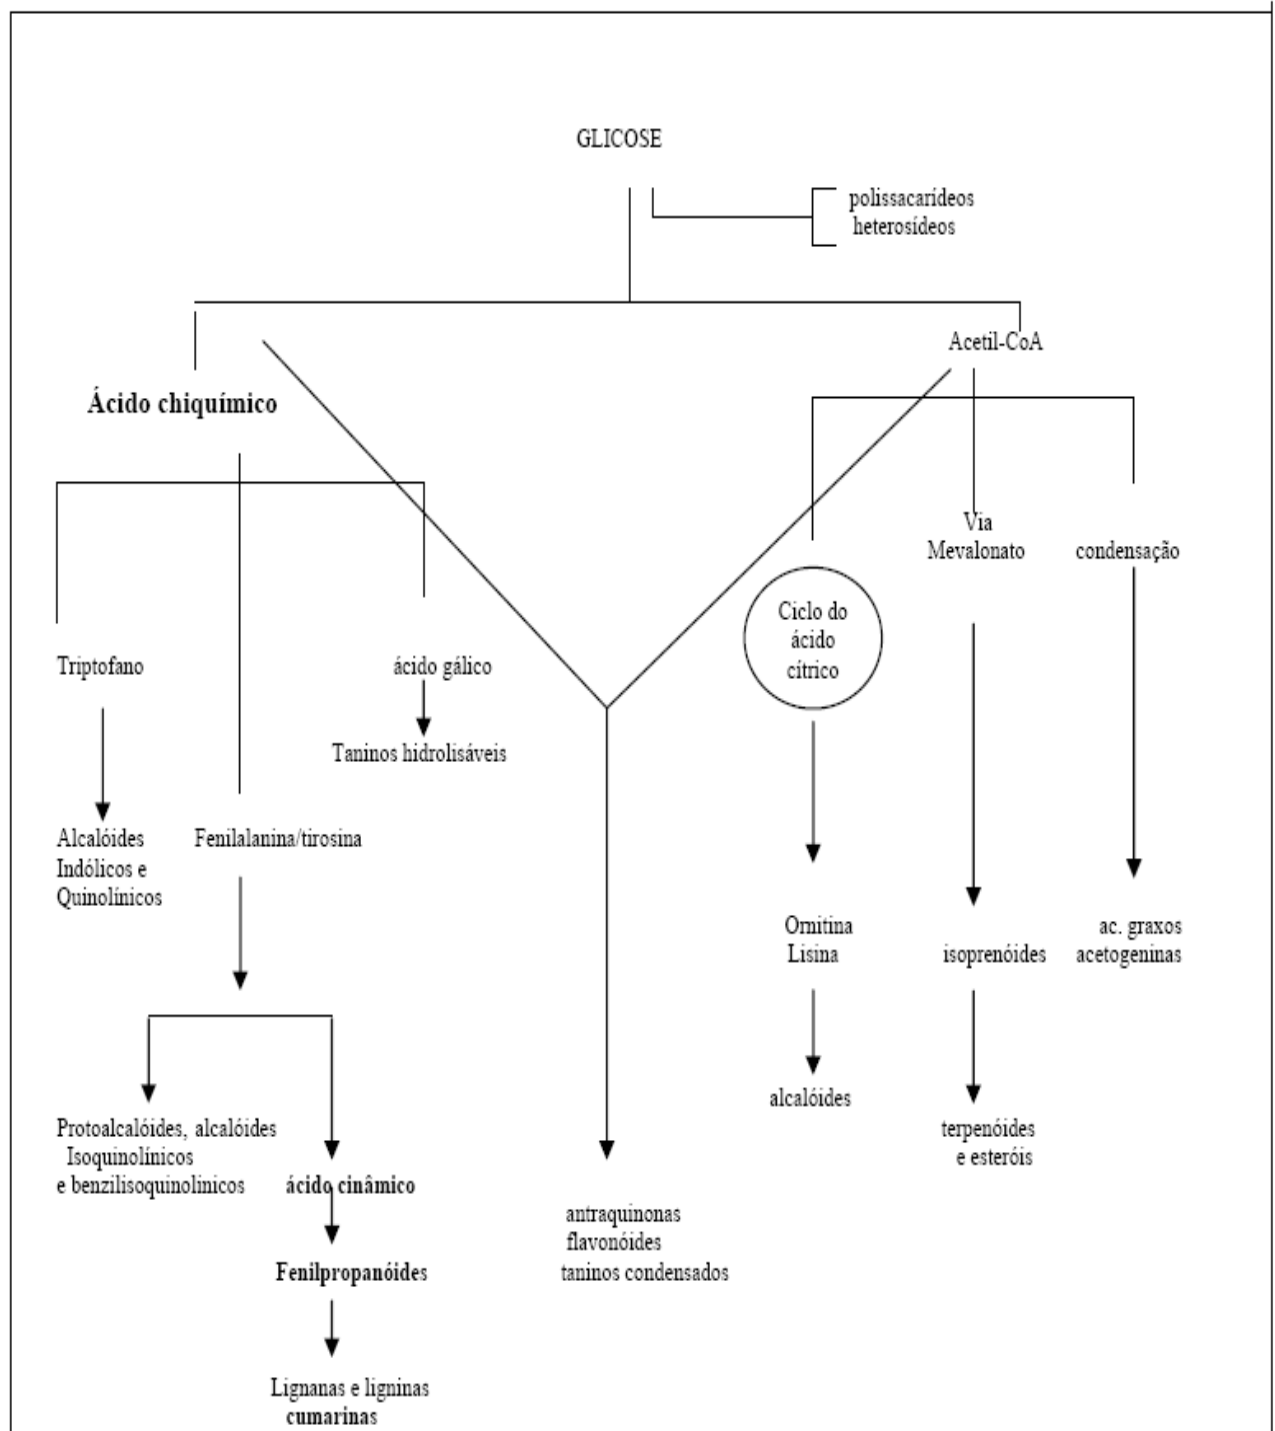 GLICOSE
polissacarídeos
heterosídeos
Acetil-CoA
Ácido chiquímico
Via
Mevalonato
condensação
Ciclo do
ácido
cítrico
Triptofano
ácido gálico
Taninos hidrolisáveis
Alcalóides
Indólicos e
Quinolínicos
Fenilalanina/tirosina
Ornitina
Lisina
isoprenóides
ac. graxos
acetogeninas
alcalóides
Protoalcalóides, alcalóides
Isoquinolínicos
e benzilisoquinolinicos
ácido cinâmico
terpenóides
e esteróis
antraquinonas
flavonóides
taninos condensados
Fenilpropanóides
Lignanas e ligninas
cumarinas